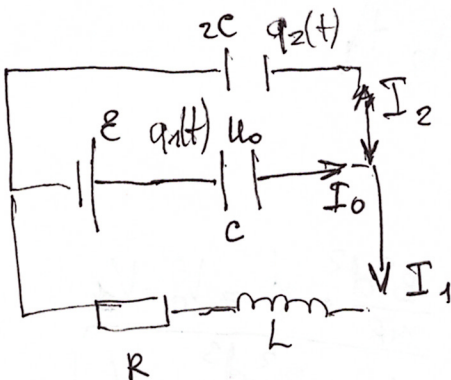 2C q₂(t)
I₂
ℰ q₁(t) U₀
I₀
C
I₁
R L